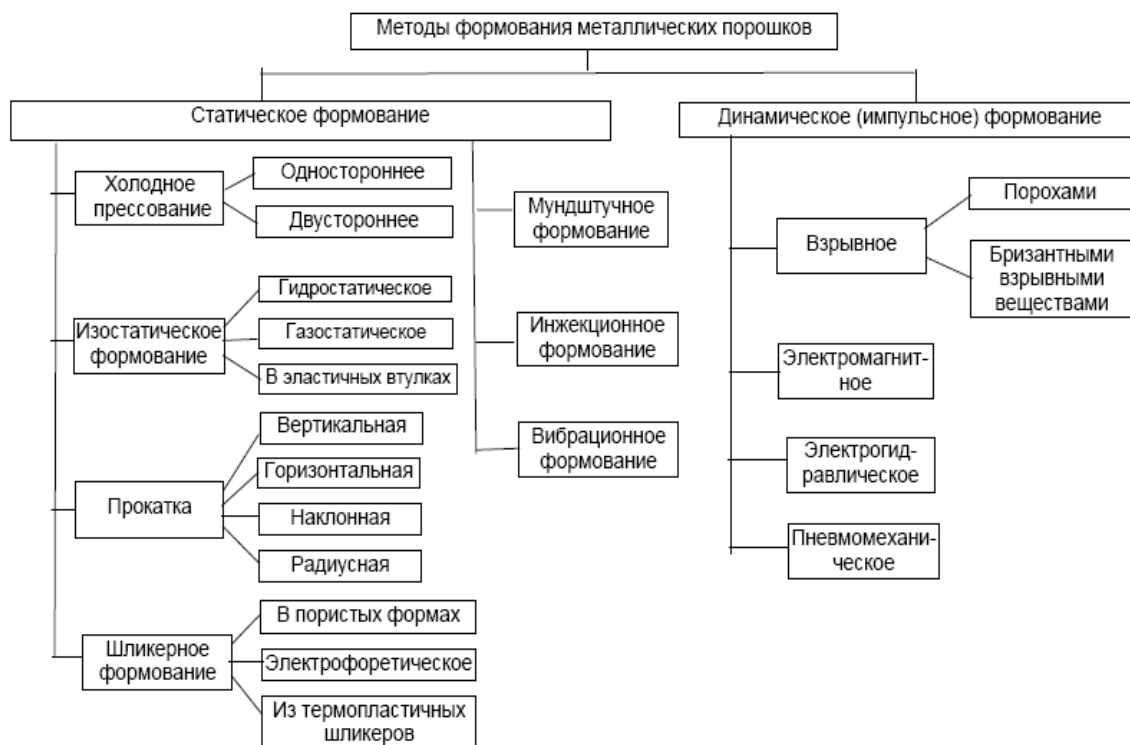 Методы формования металлических порошков
Статическое формование
Динамическое (импульсное) формование
Холодное
прессование
Одностороннее
Двустороннее
Изостатическое
формование
Гидростатическое
Газостатическое
В эластичных втулках
Прокатка
Вертикальная
Горизонтальная
Наклонная
Радиусная
Шликерное
формование
В пористых формах
Электрофоретическое
Из термопластичных
шликеров
Мундштучное
формование
Инжекционное
формование
Вибрационное
формование
Взрывное
Порохами
Бризантными
взрывными
веществами
Электромагнит-
ное
Электрогид-
равлическое
Пневмомехани-
ческое